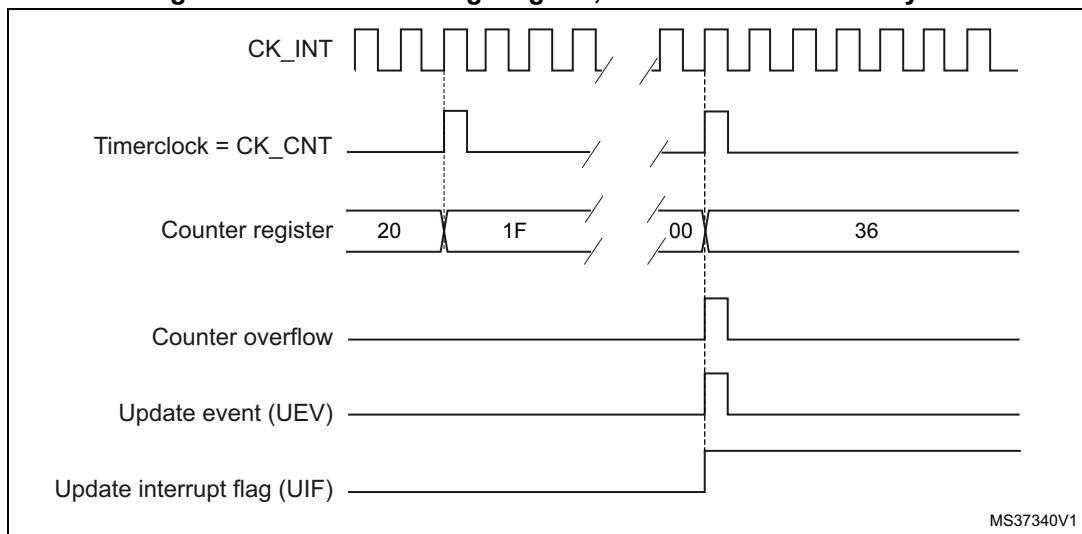 CK_INT
Timerclock = CK_CNT
Counter register 20 1F 00 36
Counter overflow
Update event (UEV)
Update interrupt flag (UIF)
MS37340V1